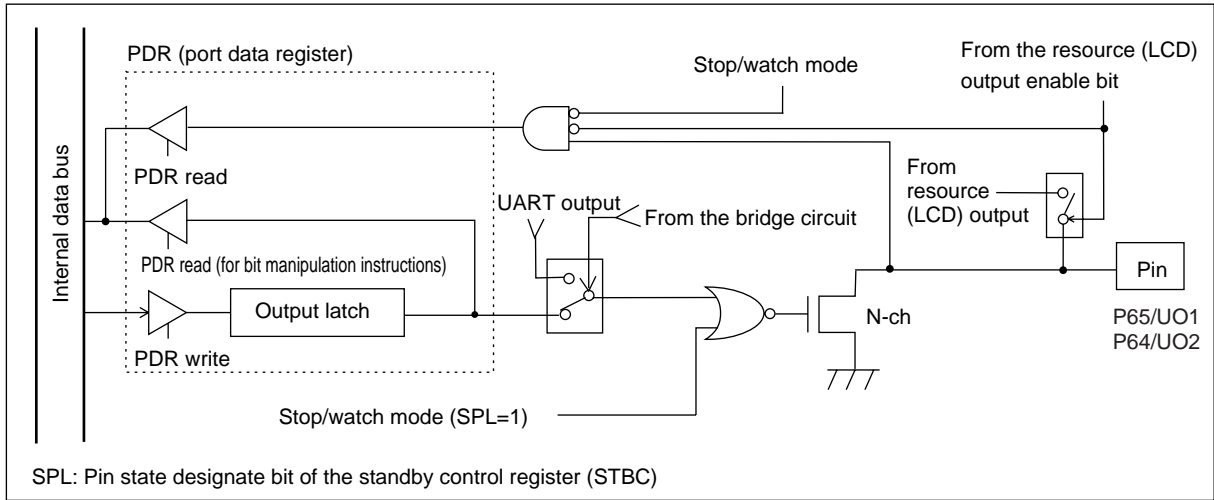 PDR (port data register)
From the resource (LCD)
output enable bit
Stop/watch mode
Internal data bus
PDR read
From
resource
(LCD) output
UART output
From the bridge circuit
PDR read (for bit manipulation instructions)
Pin
Output latch
N-ch
P65/UO1
P64/UO2
PDR write
Stop/watch mode (SPL=1)
SPL: Pin state designate bit of the standby control register (STBC)